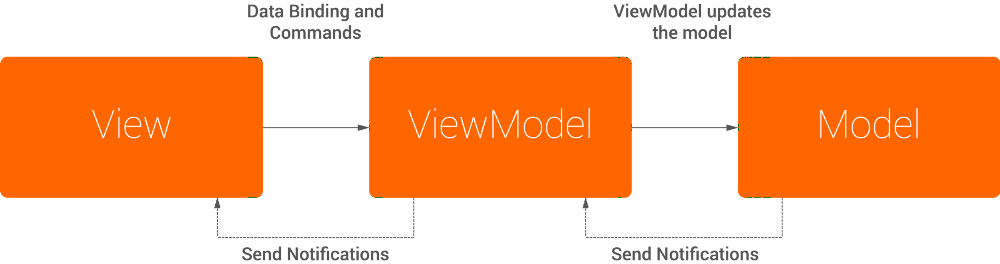 Data Binding and
Commands
ViewModel updates
the model
View
ViewModel
Model
Send Notifications
Send Notifications